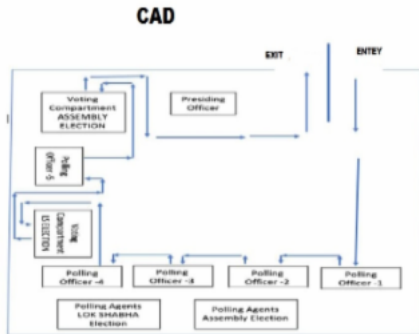 CAD
EXIT
ENTEY
Voting
Compartment
ASSEMBLY
ELECTION
Presiding
Officer
Polling
Officer -5
Voting
Compartment
LS ELECTION
Polling
Officer -4
Polling
Officer -3
Polling
Officer -2
Polling
Officer -1
Polling Agents
LOK SHABHA
Election
Polling Agents
Assembly Election